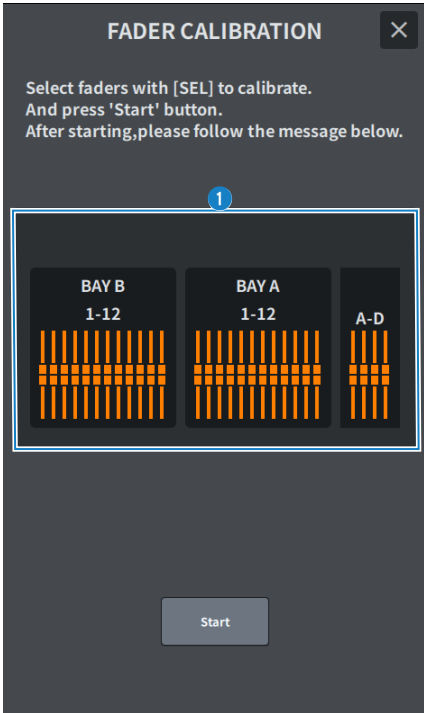 FADER CALIBRATION
Select faders with [SEL] to calibrate.
And press 'Start' button.
After starting,please follow the message below.
1
BAY B
1-12
BAY A
1-12
A-D
Start